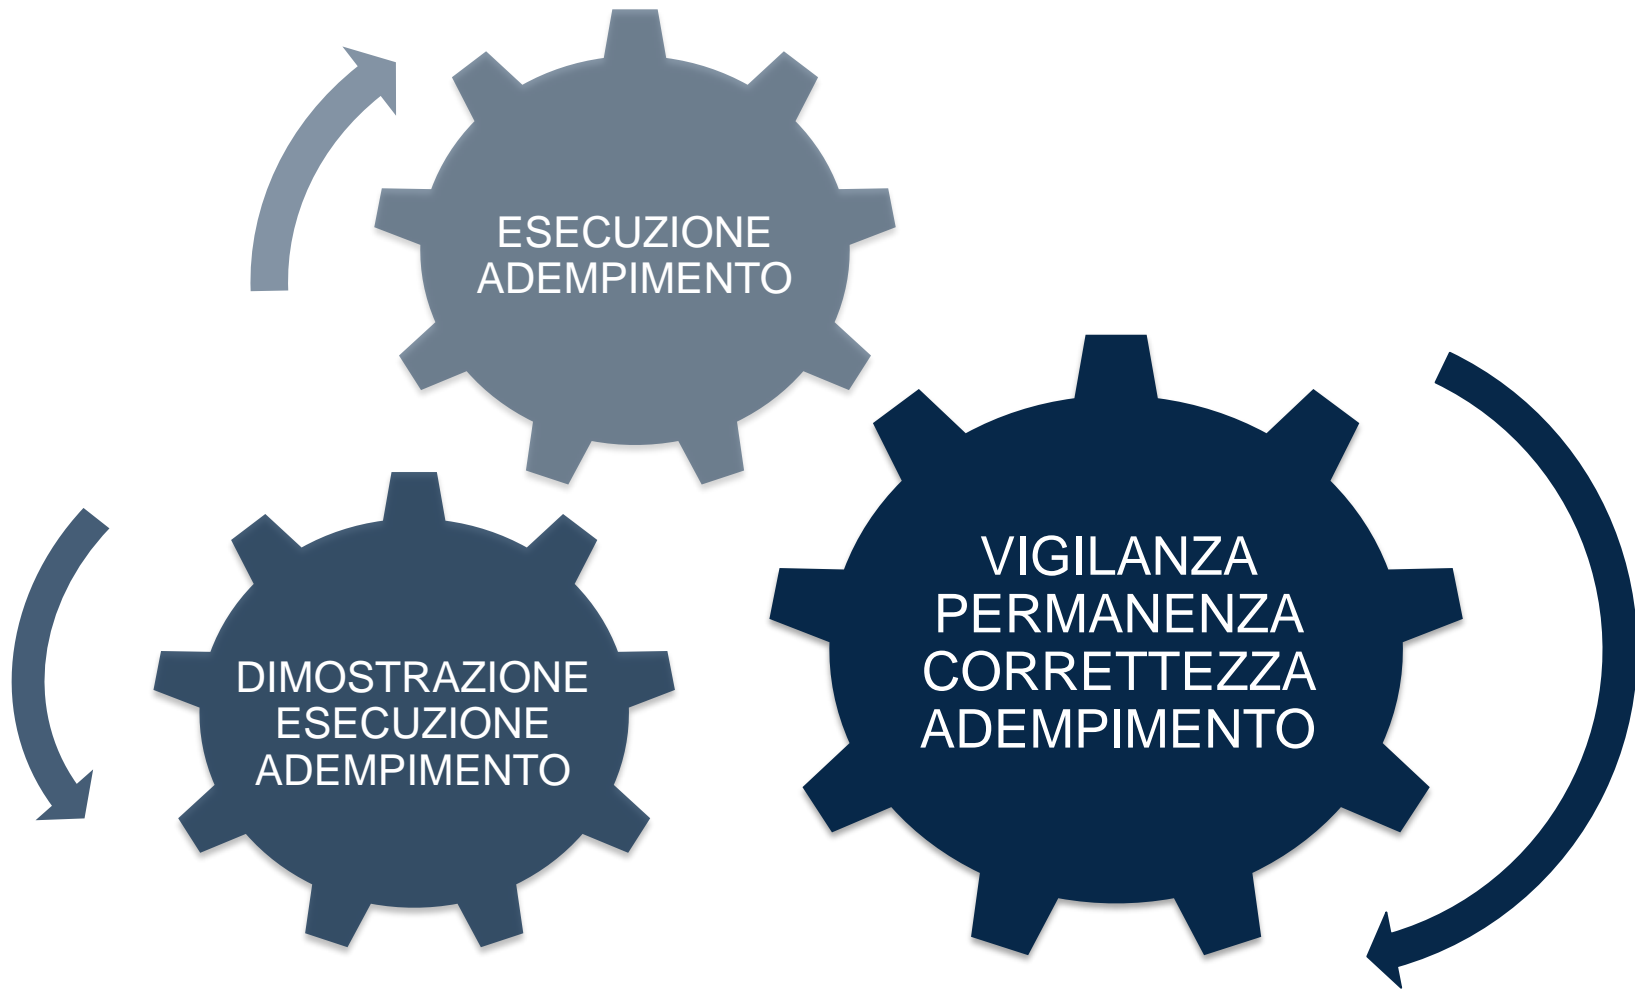 ESECUZIONE
ADEMPIMENTO
DIMOSTRAZIONE
ESECUZIONE
ADEMPIMENTO
VIGILANZA
PERMANENZA
CORRETTEZZA
ADEMPIMENTO